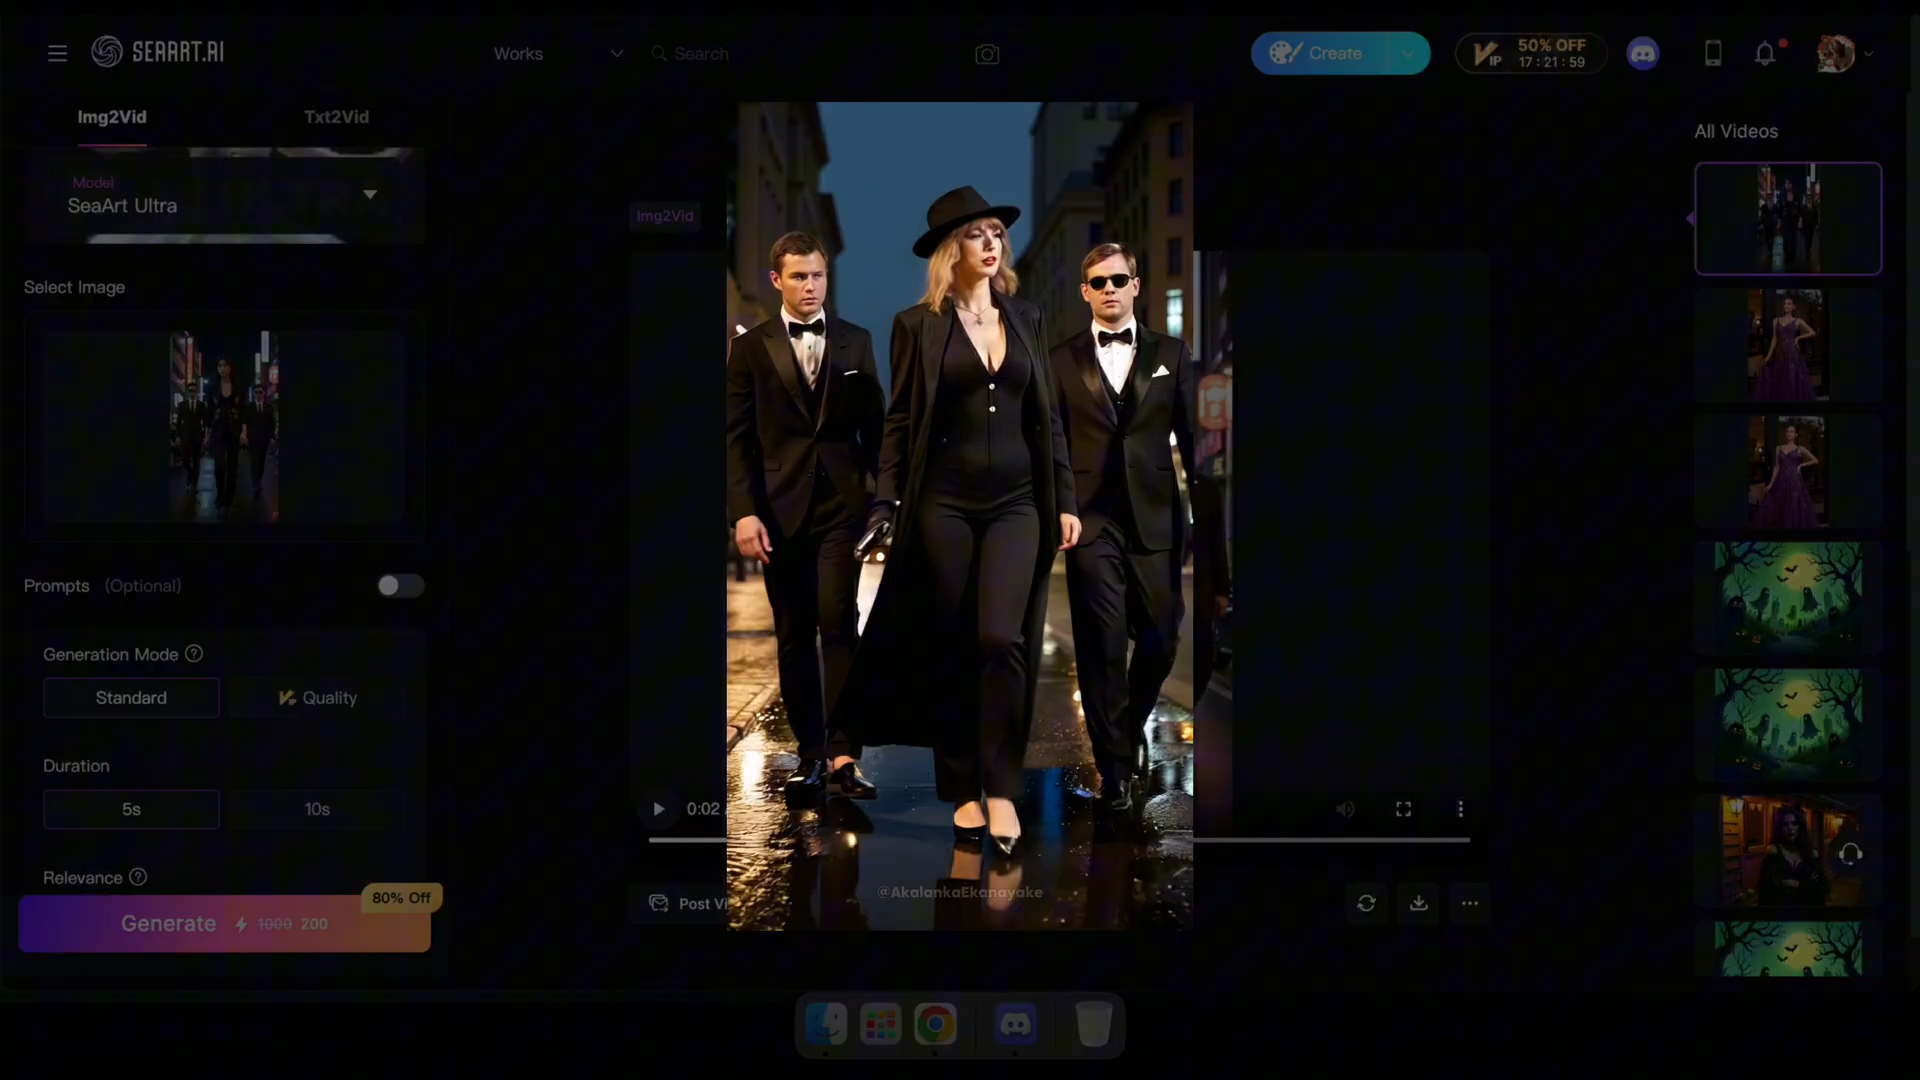 SEAART.AI
Works
Search
Create
VIP
50% OFF
17 : 21 : 59
Img2Vid
Txt2Vid
All Videos
Model
SeaArt Ultra
Img2Vid
Select Image
Prompts (Optional)
Generation Mode
Standard
VIP Quality
Duration
5s
10s
0:02
Relevance
80% Off
Generate 1000 200
Post Vi
@AkalankaEkanayake